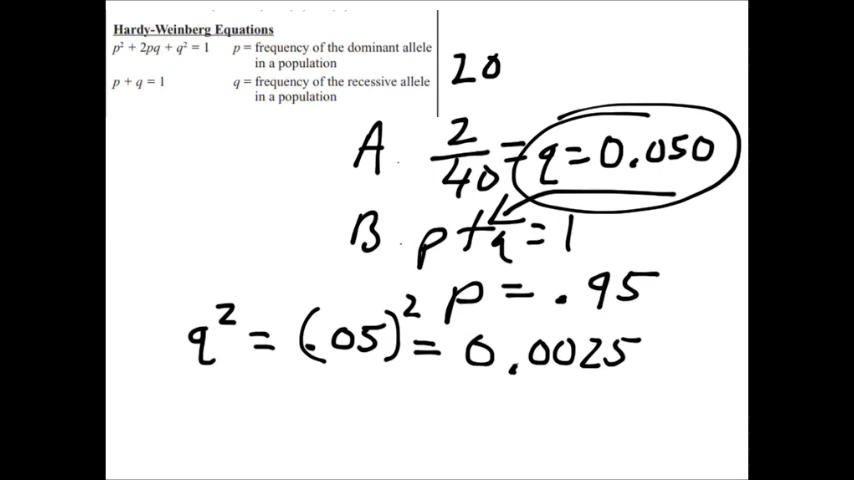 Hardy-Weinberg Equations
p² + 2pq + q² = 1 p = frequency of the dominant allele
in a population
p + q = 1 q = frequency of the recessive allele
in a population
20
A. 2/40 = q = 0.050
B. p + q = 1
p = .95
q² = (.05)² = 0.0025